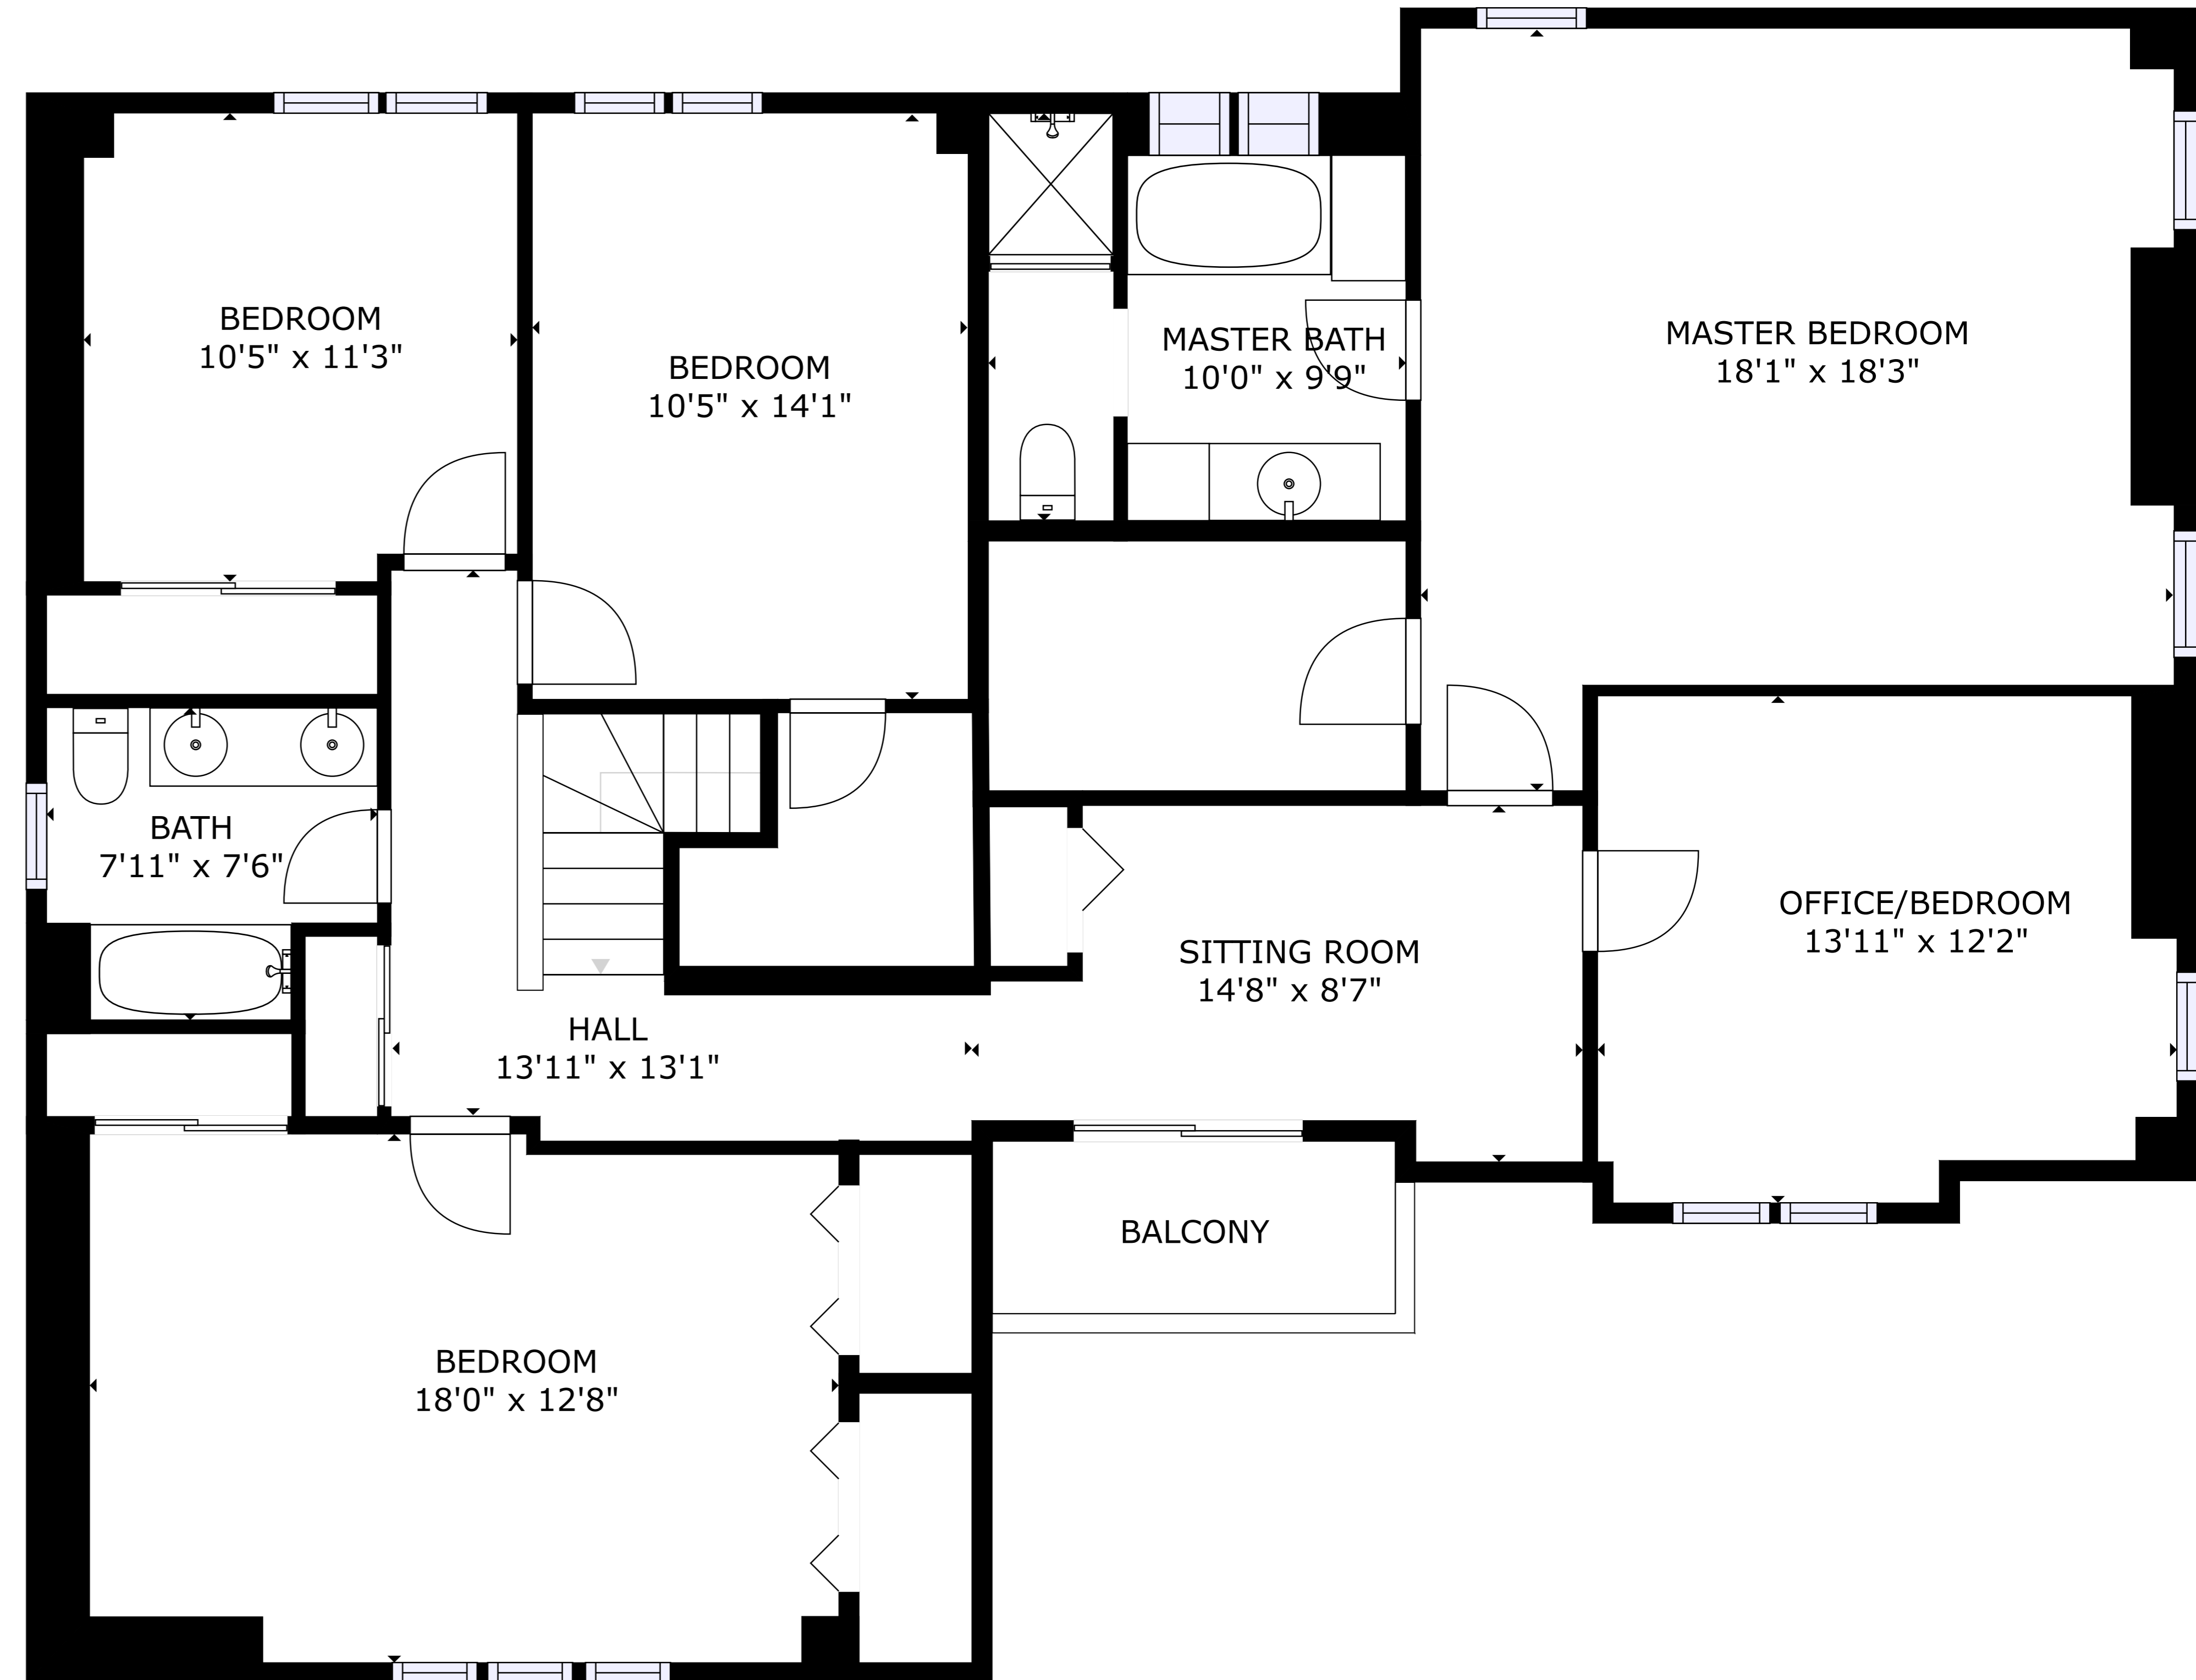 BEDROOM
10'5" x 11'3"
BEDROOM
10'5" x 14'1"
MASTER BATH
10'0" x 9'9"
MASTER BEDROOM
18'1" x 18'3"
BATH
7'11" x 7'6"
HALL
13'11" x 13'1"
SITTING ROOM
14'8" x 8'7"
OFFICE/BEDROOM
13'11" x 12'2"
BALCONY
BEDROOM
18'0" x 12'8"